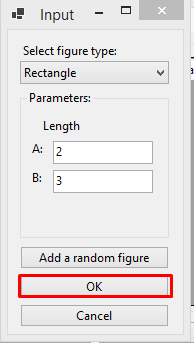 Input
Select figure type:
Rectangle
Parameters:
Length
A: 2
B: 3
Add a random figure
OK
Cancel